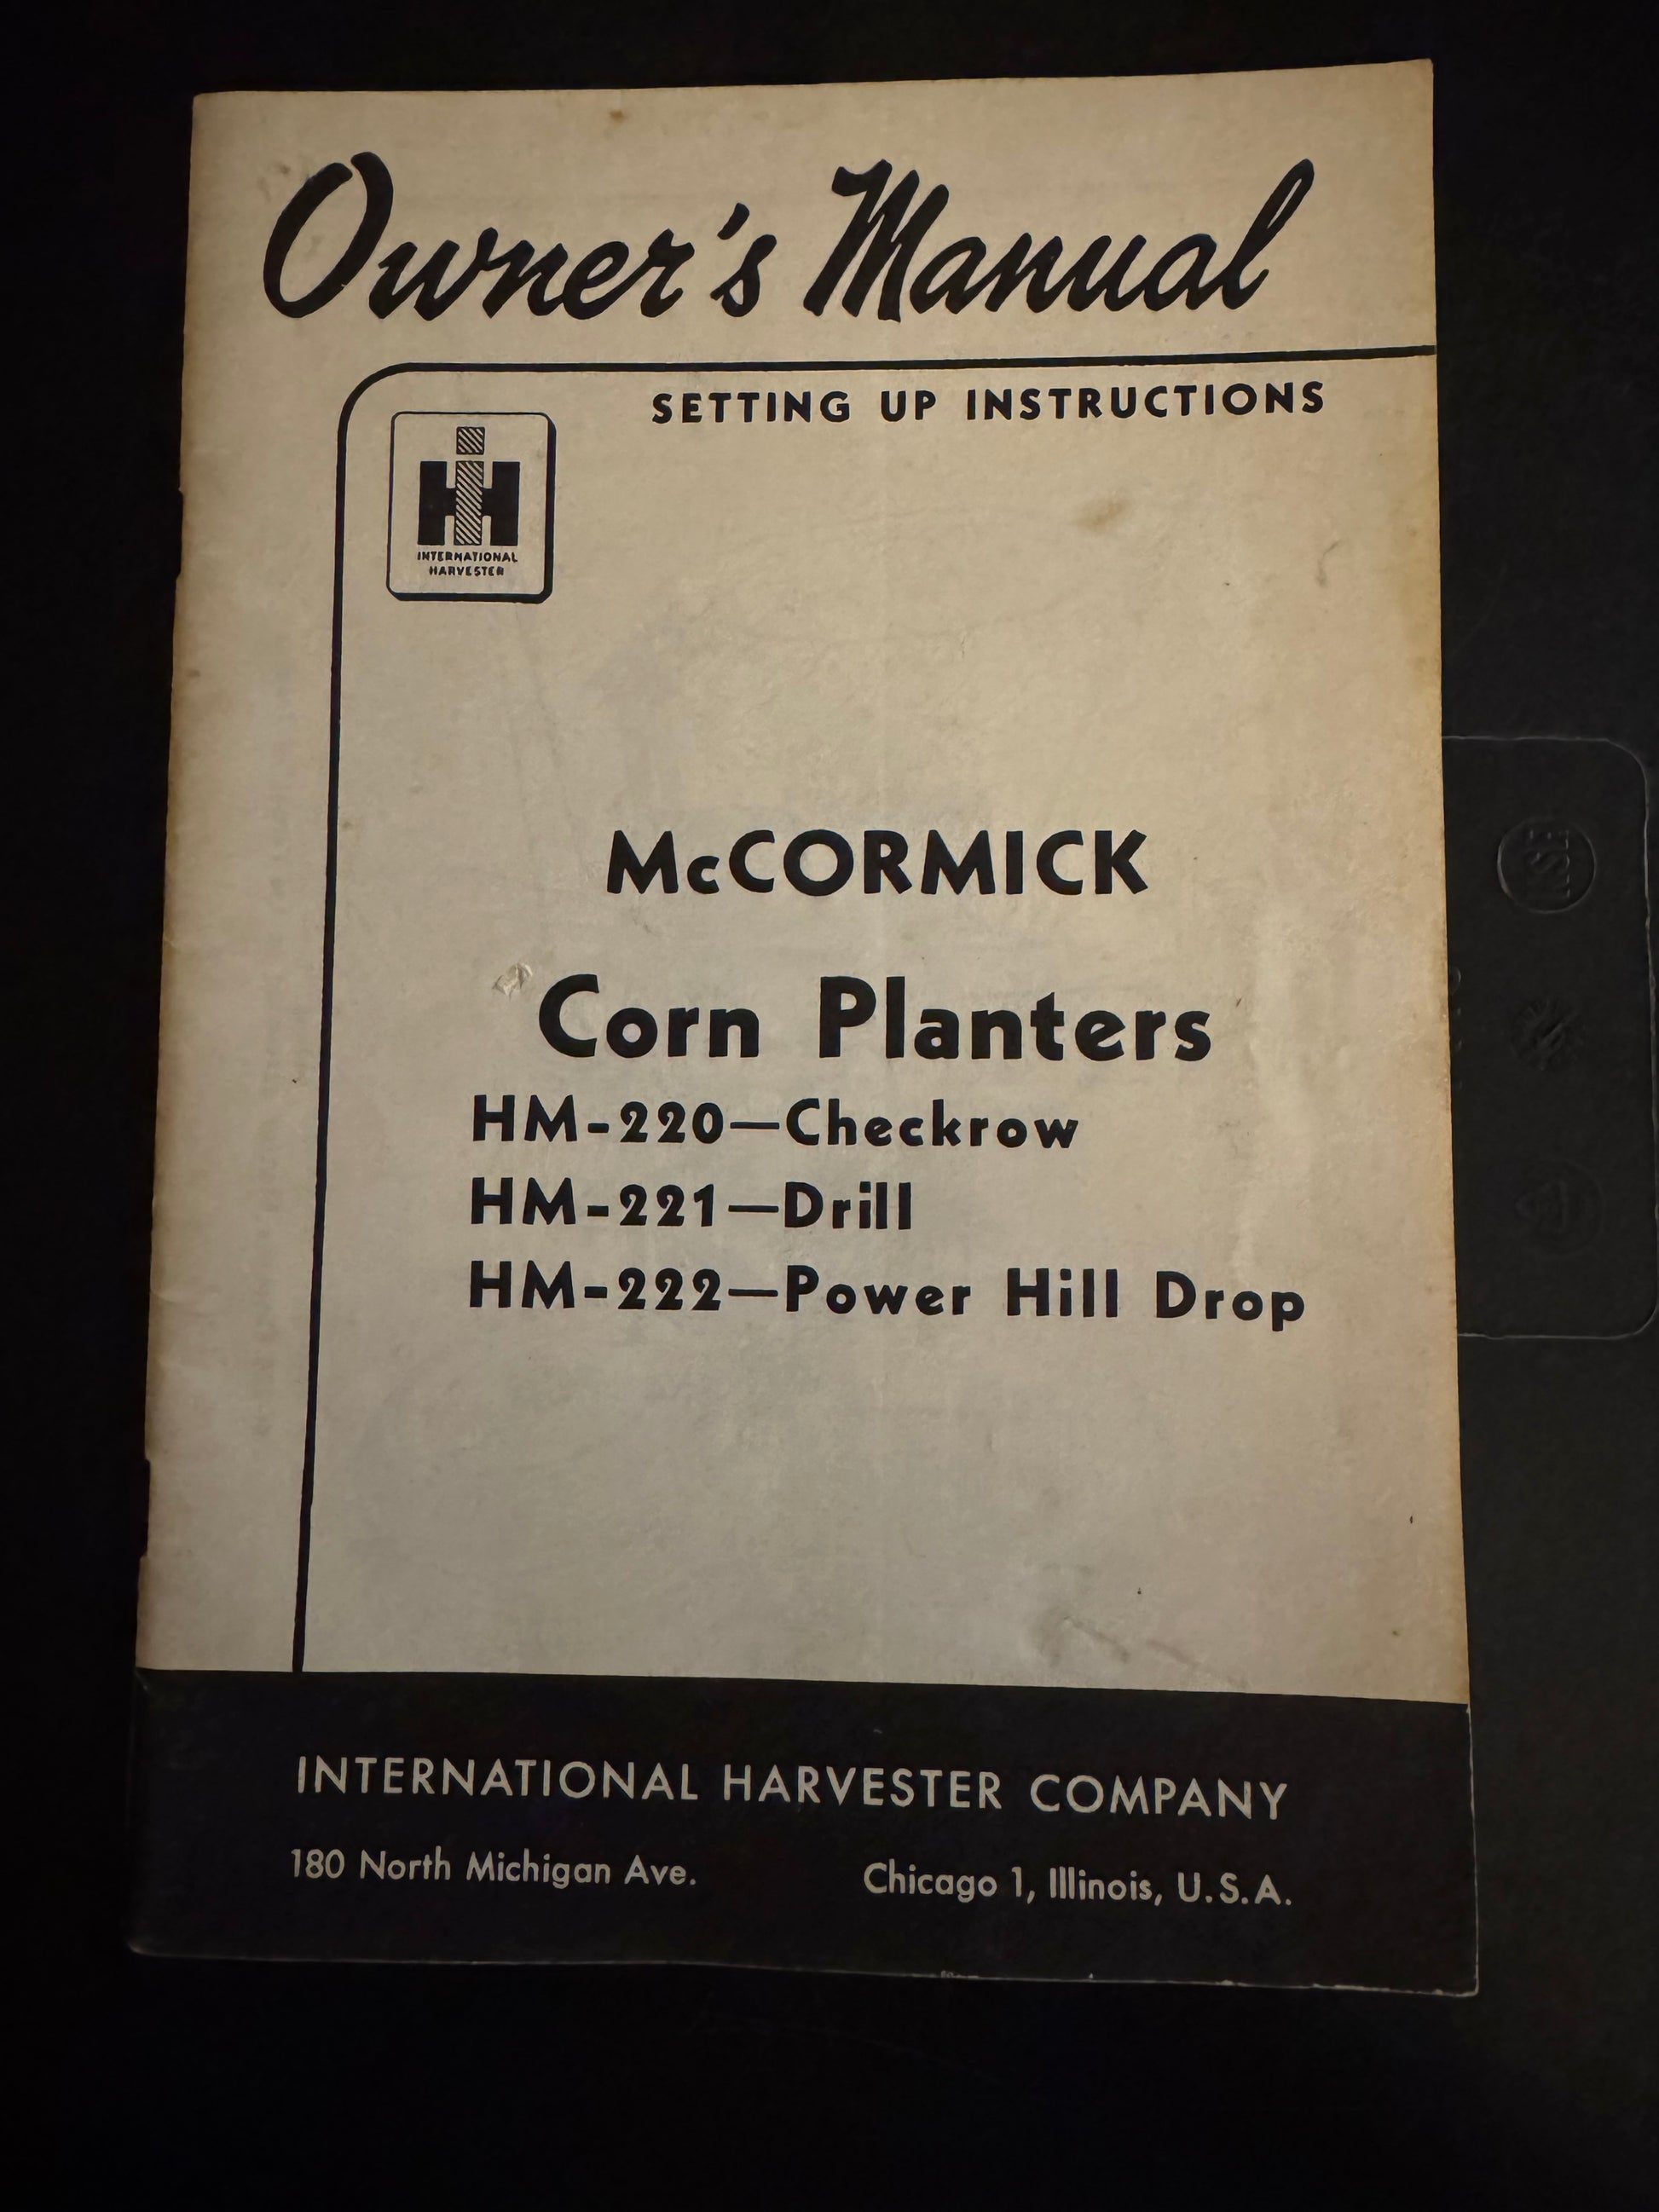 Owner's Manual
SETTING UP INSTRUCTIONS
IH
INTERNATIONAL
HARVESTER
McCORMICK
Corn Planters
HM-220—Checkrow
HM-221—Drill
HM-222—Power Hill Drop
INTERNATIONAL HARVESTER COMPANY
180 North Michigan Ave. Chicago 1, Illinois, U.S.A.